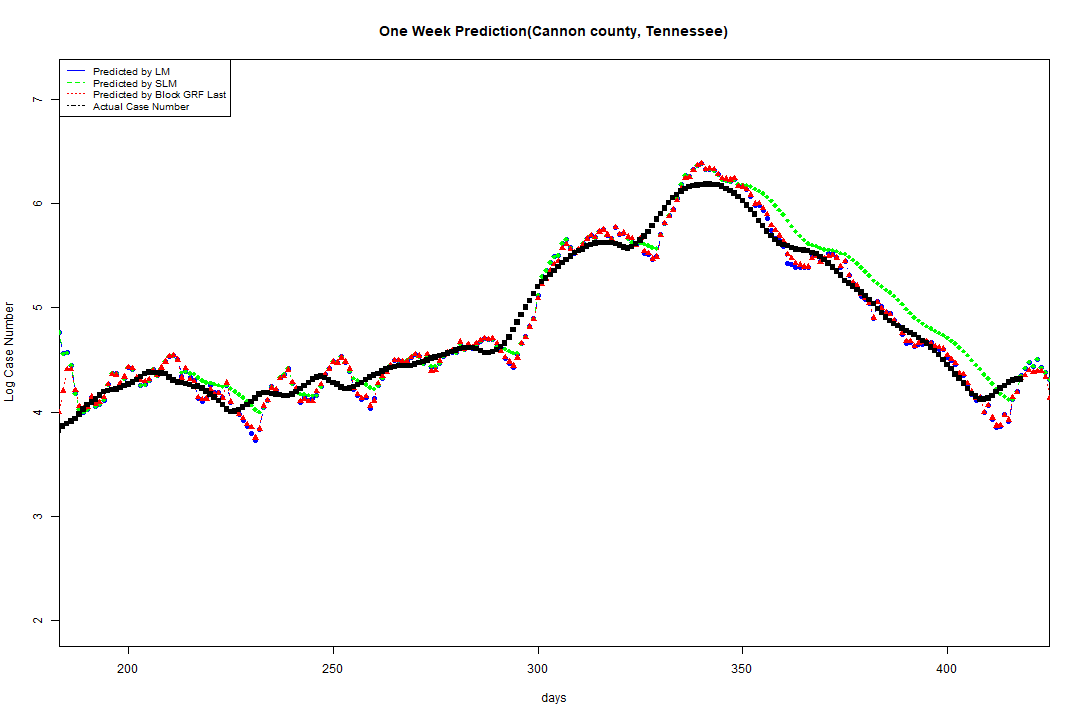 One Week Prediction(Cannon county, Tennessee)
Predicted by LM
Predicted by SLM
Predicted by Block GRF Last
Actual Case Number
7
6
5
4
3
2
Log Case Number
200 250 300 350 400
days